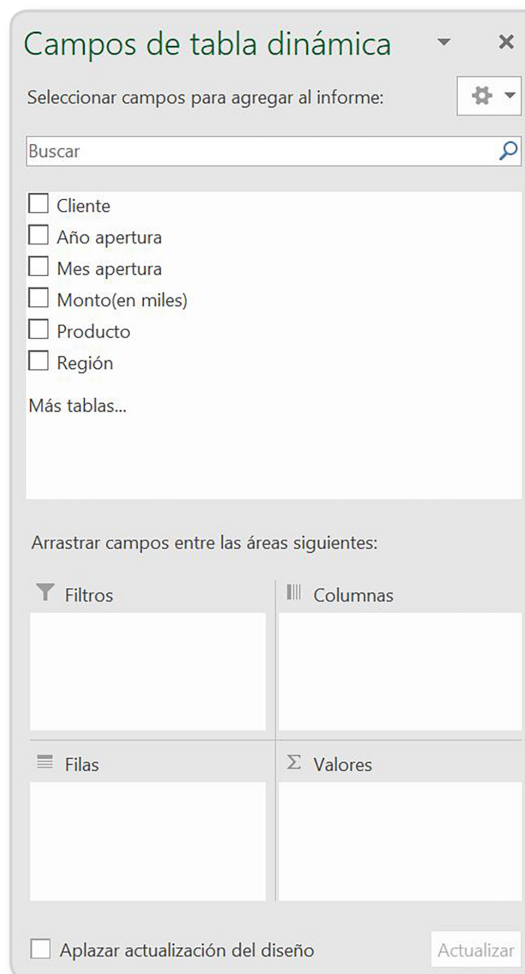 Campos de tabla dinámica
Seleccionar campos para agregar al informe:
Buscar
Cliente
Año apertura
Mes apertura
Monto(en miles)
Producto
Región
Más tablas...
Arrastrar campos entre las áreas siguientes:
Filtros
Columnas
Filas
Σ Valores
Aplazar actualización del diseño
Actualizar